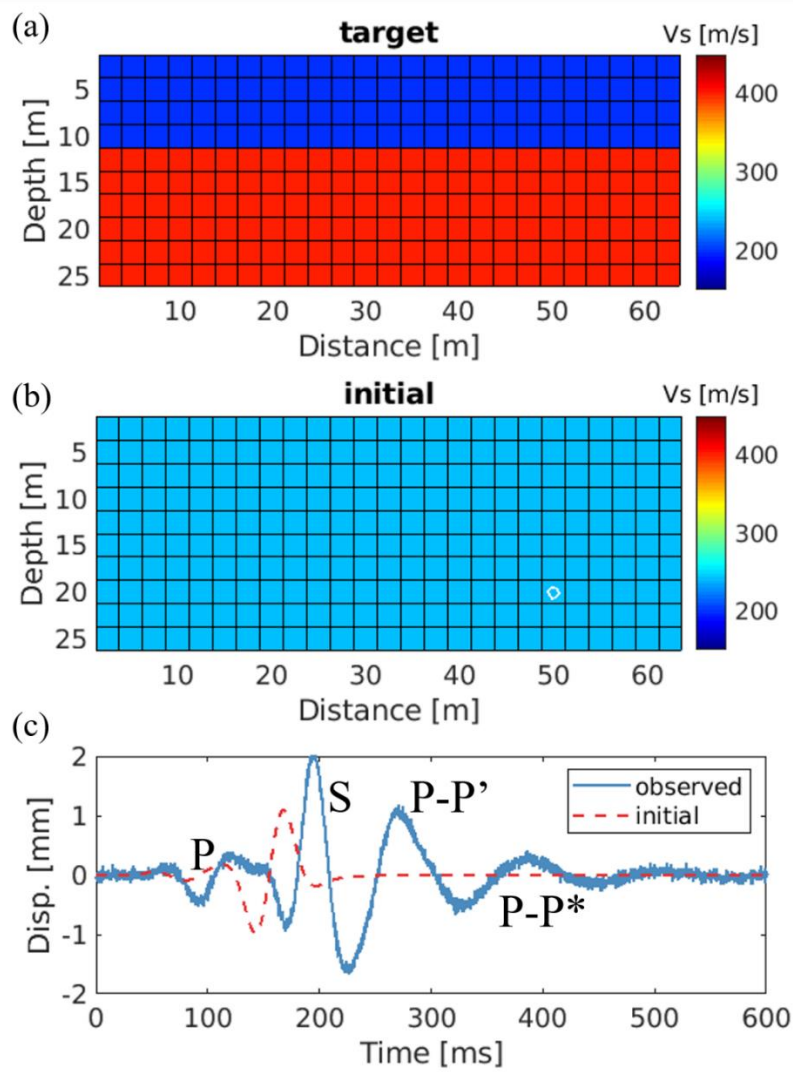 (a)
target
Vs [m/s]
5
10
15
20
25
Depth [m]
400
300
200
10 20 30 40 50 60
Distance [m]
(b)
initial
Vs [m/s]
5
10
15
20
25
Depth [m]
400
300
200
10 20 30 40 50 60
Distance [m]
(c)
2
1
0
-1
-2
Disp. [mm]
P
S
P-P’
P-P*
observed
initial
0 100 200 300 400 500 600
Time [ms]